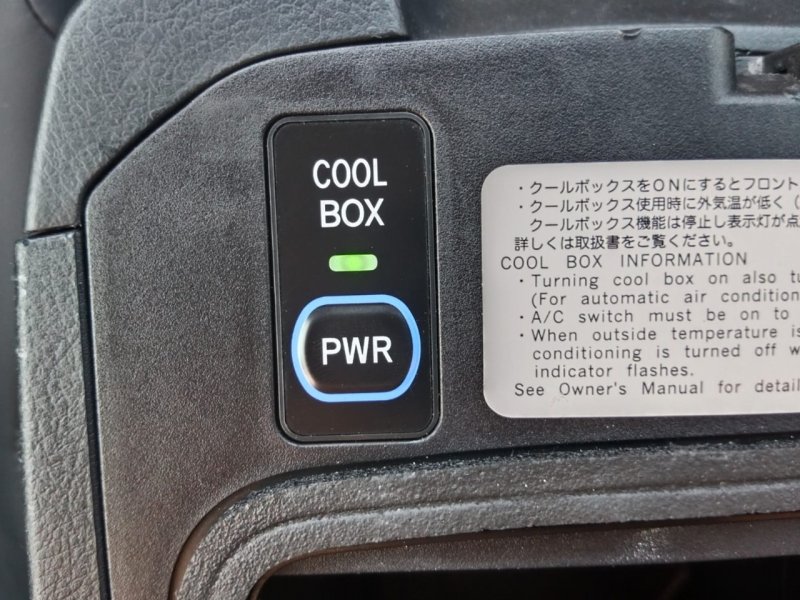 COOL
BOX
PWR
・クールボックスをONにするとフロント
・クールボックス使用時に外気温が低く（
クールボックス機能は停止し表示灯が点
詳しくは取扱書をご覧ください。
COOL BOX INFORMATION
・Turning cool box on also
(For automatic air
・A/C switch must be on to
・When outside temperature
conditioning is turned off
indicator flashes.
See Owner's Manual for